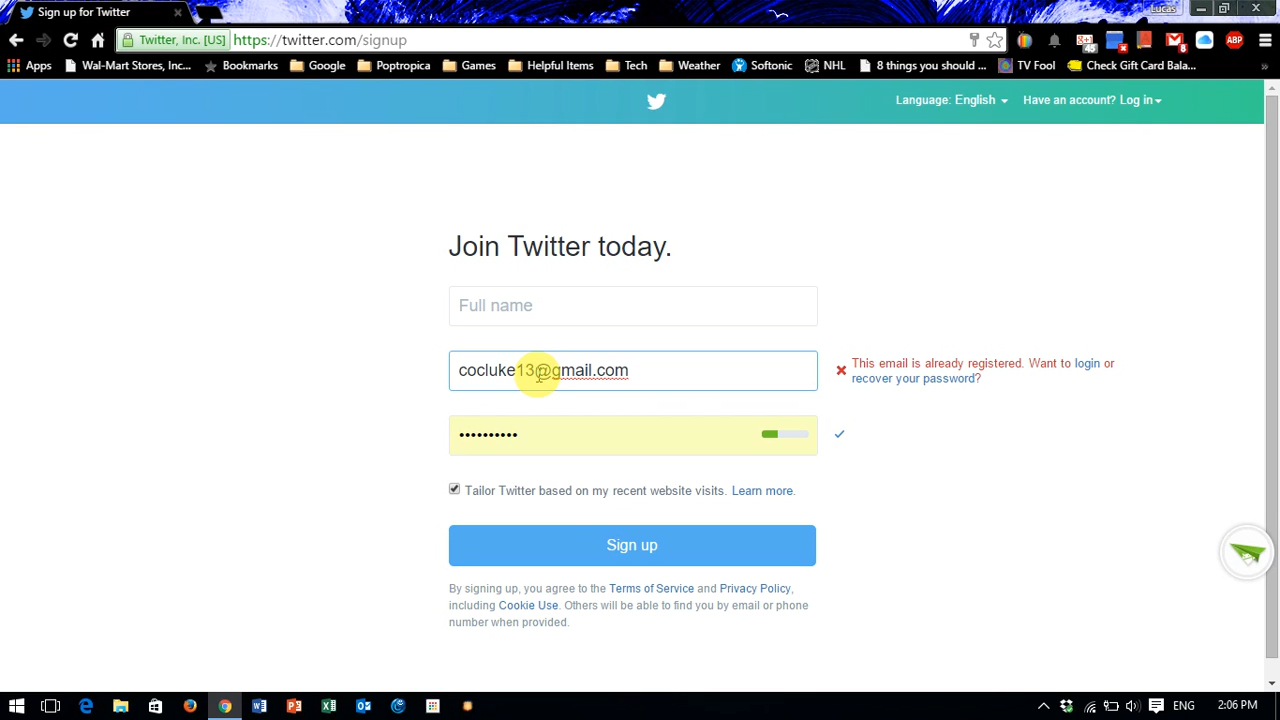 Sign up for Twitter
Lucas
Twitter, Inc. [US] https://twitter.com/signup
45
8
ABP
Apps Wal-Mart Stores, Inc... Bookmarks Google Poptropica Games Helpful Items Tech Weather Softonic NHL 8 things you should ... TV Fool Check Gift Card Bala... »
Language: English Have an account? Log in
Join Twitter today.
Full name
cocluke13@gmail.com
This email is already registered. Want to login or
recover your password?
Tailor Twitter based on my recent website visits. Learn more.
Sign up
By signing up, you agree to the Terms of Service and Privacy Policy,
including Cookie Use. Others will be able to find you by email or phone
number when provided.
ENG 2:06 PM